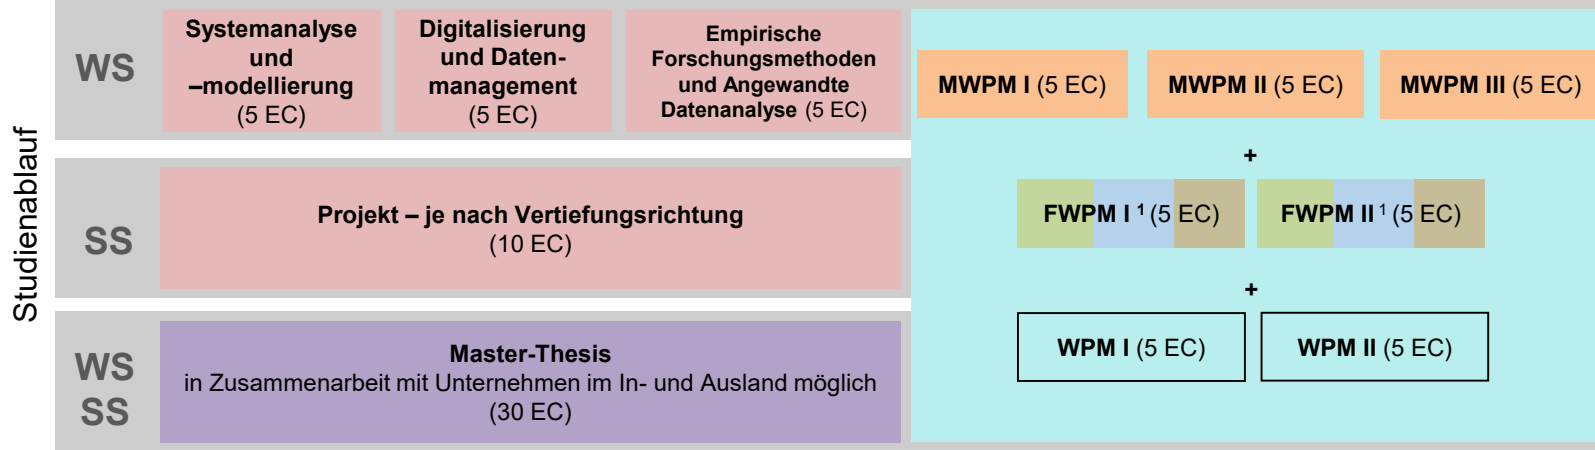 Studienablauf
WS
Systemanalyse
und
–modellierung
(5 EC)
Digitalisierung
und Daten-
management
(5 EC)
Empirische
Forschungsmethoden
und Angewandte
Datenanalyse (5 EC)
MWPM I (5 EC)
MWPM II (5 EC)
MWPM III (5 EC)
+
SS
Projekt – je nach Vertiefungsrichtung
(10 EC)
FWPM I ¹ (5 EC)
FWPM II ¹ (5 EC)
+
WS
SS
Master-Thesis
in Zusammenarbeit mit Unternehmen im In- und Ausland möglich
(30 EC)
WPM I (5 EC)
WPM II (5 EC)